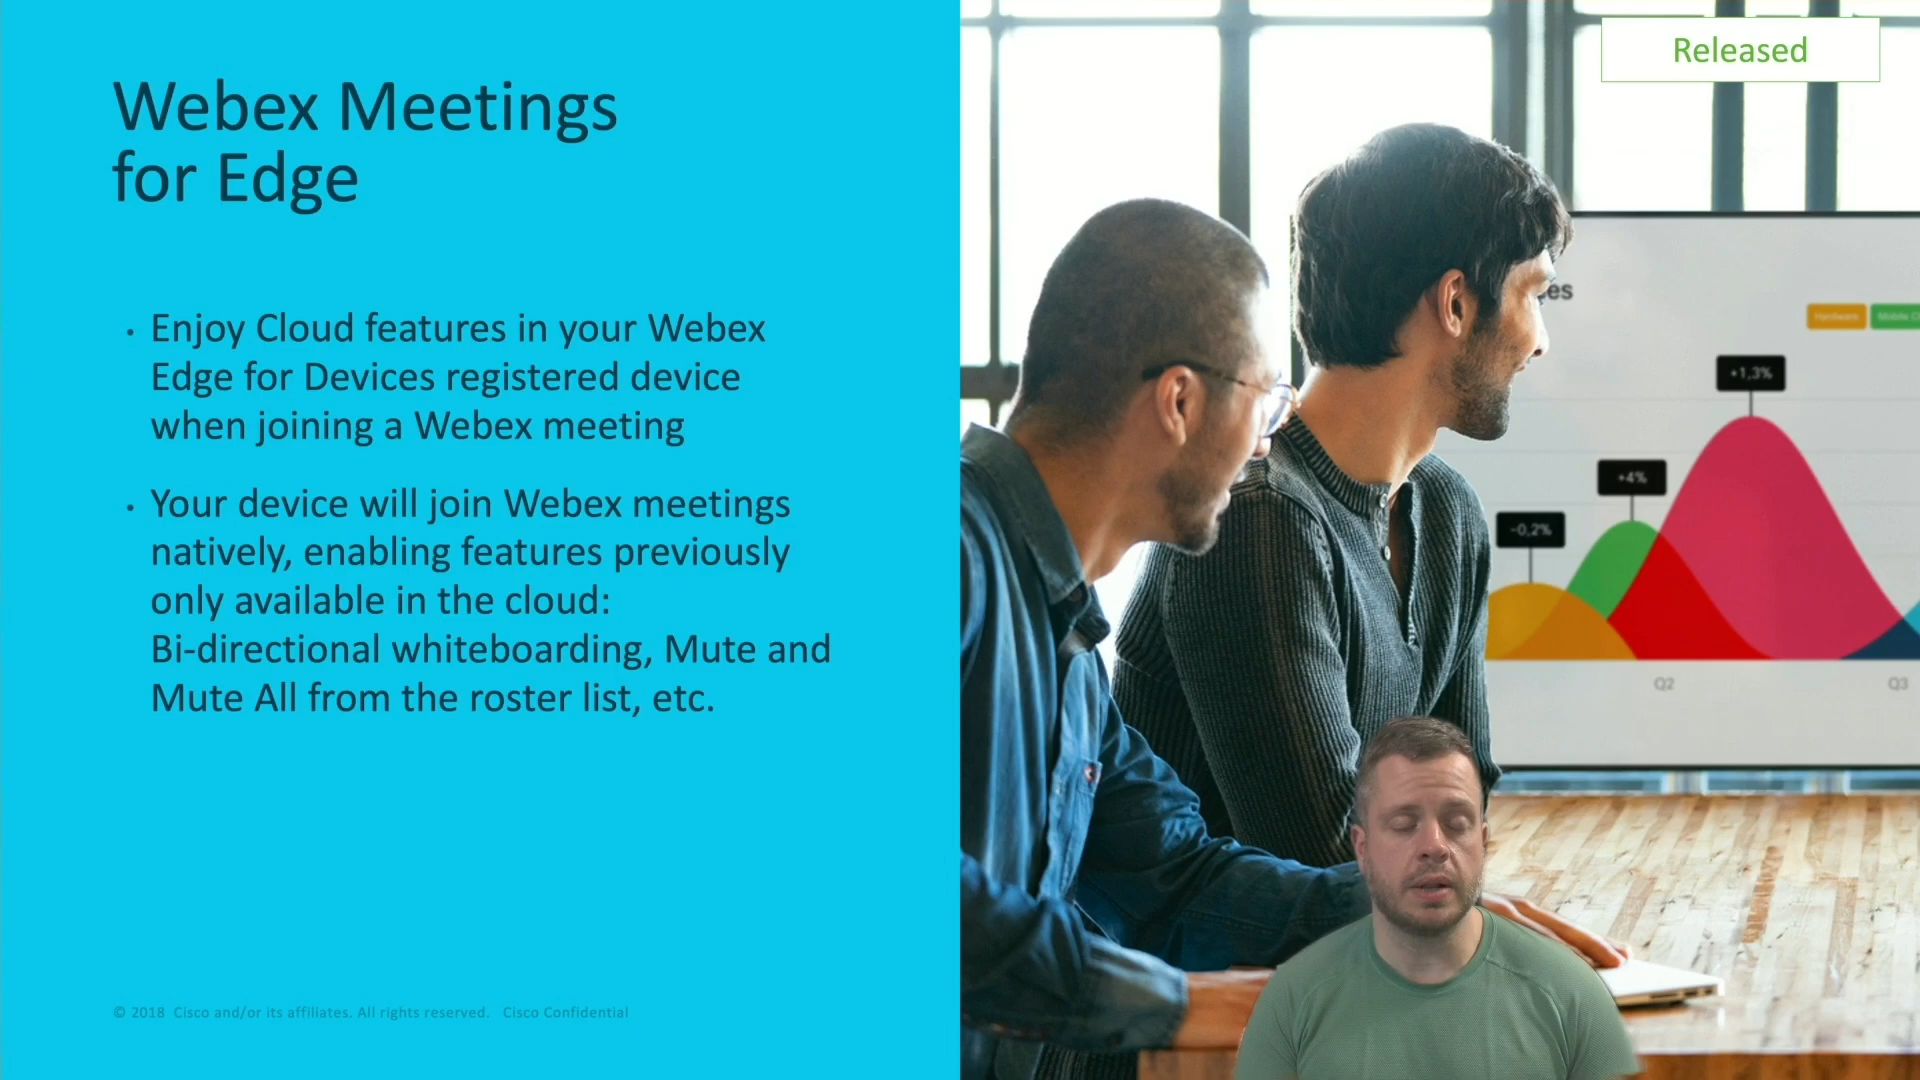 Webex Meetings
for Edge
• Enjoy Cloud features in your Webex
Edge for Devices registered device
when joining a Webex meeting
• Your device will join Webex meetings
natively, enabling features previously
only available in the cloud:
Bi-directional whiteboarding, Mute and
Mute All from the roster list, etc.
© 2018 Cisco and/or its affiliates. All rights reserved. Cisco Confidential
Released
es
Hardware
+1,3%
+4%
-0,2%
Q2
Q3